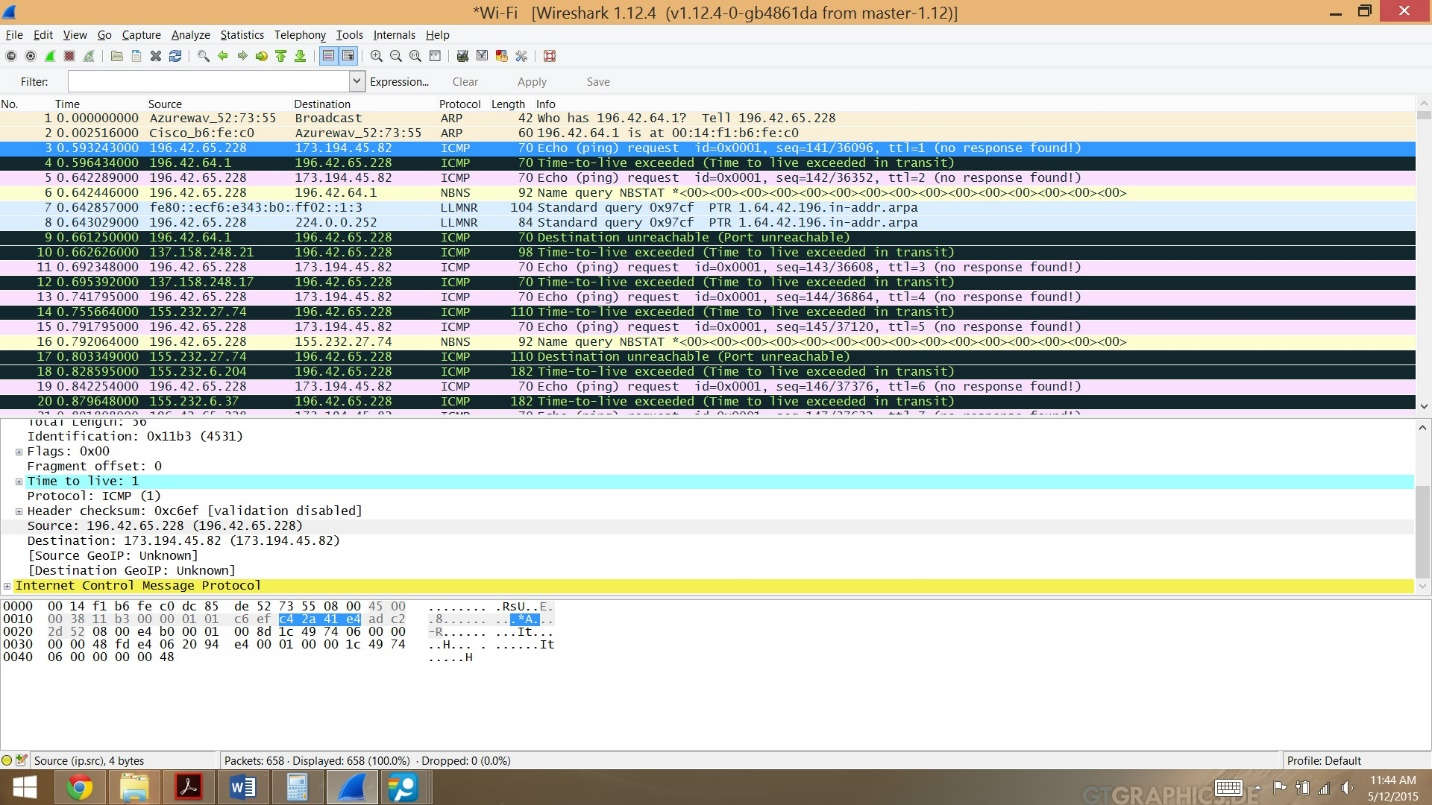 *Wi-Fi [Wireshark 1.12.4 (v1.12.4-0-gb4861da from master-1.12)]
File Edit View Go Capture Analyze Statistics Telephony Tools Internals Help
Filter: Expression... Clear Apply Save
No. Time Source Destination Protocol Length Info
1 0.000000000 Azurewav_52:73:55 Broadcast ARP 42 Who has 196.42.64.1? Tell 196.42.65.228
2 0.002516000 Cisco_b6:fe:c0 Azurewav_52:73:55 ARP 60 196.42.64.1 is at 00:14:f1:b6:fe:c0
3 0.593243000 196.42.65.228 173.194.45.82 ICMP 70 Echo (ping) request id=0x0001, seq=141/36096, ttl=1 (no response found!)
4 0.596434000 196.42.64.1 196.42.65.228 ICMP 70 Time-to-live exceeded (Time to live exceeded in transit)
5 0.642289000 196.42.65.228 173.194.45.82 ICMP 70 Echo (ping) request id=0x0001, seq=142/36352, ttl=2 (no response found!)
6 0.642446000 196.42.65.228 196.42.64.1 NBNS 92 Name query NBSTAT *<00><00><00><00><00><00><00><00><00><00><00><00><00><00><00>
7 0.642857000 fe80::ecf6:e343:b0: ff02::1:3 LLMNR 104 Standard query 0x97cf PTR 1.64.42.196.in-addr.arpa
8 0.643029000 196.42.65.228 224.0.0.252 LLMNR 84 Standard query 0x97cf PTR 1.64.42.196.in-addr.arpa
9 0.661250000 196.42.64.1 196.42.65.228 ICMP 70 Destination unreachable (Port unreachable)
10 0.662626000 137.158.248.21 196.42.65.228 ICMP 98 Time-to-live exceeded (Time to live exceeded in transit)
11 0.692348000 196.42.65.228 173.194.45.82 ICMP 70 Echo (ping) request id=0x0001, seq=143/36608, ttl=3 (no response found!)
12 0.695392000 137.158.248.17 196.42.65.228 ICMP 70 Time-to-live exceeded (Time to live exceeded in transit)
13 0.741795000 196.42.65.228 173.194.45.82 ICMP 70 Echo (ping) request id=0x0001, seq=144/36864, ttl=4 (no response found!)
14 0.755664000 155.232.27.74 196.42.65.228 ICMP 110 Time-to-live exceeded (Time to live exceeded in transit)
15 0.791795000 196.42.65.228 173.194.45.82 ICMP 70 Echo (ping) request id=0x0001, seq=145/37120, ttl=5 (no response found!)
16 0.792064000 196.42.65.228 155.232.27.74 NBNS 92 Name query NBSTAT *<00><00><00><00><00><00><00><00><00><00><00><00><00><00><00>
17 0.803349000 155.232.27.74 196.42.65.228 ICMP 110 Destination unreachable (Port unreachable)
18 0.828595000 155.232.6.204 196.42.65.228 ICMP 182 Time-to-live exceeded (Time to live exceeded in transit)
19 0.842254000 196.42.65.228 173.194.45.82 ICMP 70 Echo (ping) request id=0x0001, seq=146/37376, ttl=6 (no response found!)
20 0.879648000 155.232.6.37 196.42.65.228 ICMP 182 Time-to-live exceeded (Time to live exceeded in transit)
Total Length: 56
Identification: 0x11b3 (4531)
Flags: 0x00
Fragment offset: 0
Time to live: 1
Protocol: ICMP (1)
Header checksum: 0xc6ef [validation disabled]
Source: 196.42.65.228 (196.42.65.228)
Destination: 173.194.45.82 (173.194.45.82)
[Source GeoIP: Unknown]
[Destination GeoIP: Unknown]
Internet Control Message Protocol
0000 00 14 f1 b6 fe c0 dc 85 de 52 73 55 08 00 45 00 ........ .RsU..E.
0010 00 38 11 b3 00 00 01 01 c6 ef c4 2a 41 e4 ad c2 .8...... ...*A...
0020 2d 52 08 00 e4 b0 00 01 00 8d 1c 49 74 06 00 00 -R...... ...It...
0030 00 00 48 fd e4 06 20 94 e4 00 01 00 00 1c 49 74 ..H... . ......It
0040 06 00 00 00 00 48 .....H
Source (ip.src), 4 bytes Packets: 658 · Displayed: 658 (100.0%) · Dropped: 0 (0.0%) Profile: Default
11:44 AM
5/12/2015